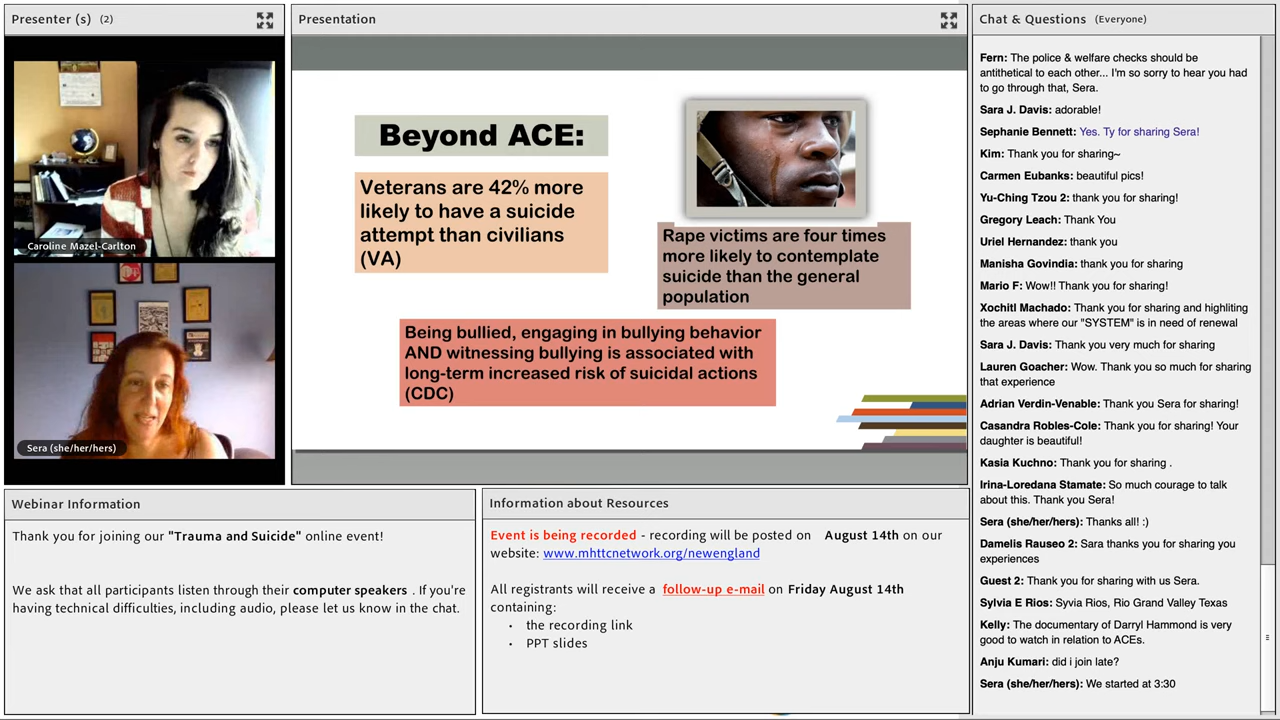 Presenter (s) (2)
Caroline Mazel-Carlton
Sera (she/her/hers)
Presentation
Beyond ACE:
Veterans are 42% more
likely to have a suicide
attempt than civilians
(VA)
Rape victims are four times
more likely to contemplate
suicide than the general
population
Being bullied, engaging in bullying behavior
AND witnessing bullying is associated with
long-term increased risk of suicidal actions
(CDC)
Webinar Information
Thank you for joining our "Trauma and Suicide" online event!
We ask that all participants listen through their computer speakers . If you're
having technical difficulties, including audio, please let us know in the chat.
Information about Resources
Event is being recorded - recording will be posted on August 14th on our
website: www.mhttcnetwork.org/newengland
All registrants will receive a follow-up e-mail on Friday August 14th
containing:
• the recording link
• PPT slides
Chat & Questions (Everyone)
Fern: The police & welfare checks should be
antithetical to each other... I'm so sorry to hear you had
to go through that, Sera.
Sara J. Davis: adorable!
Sephanie Bennett: Yes. Ty for sharing Sera!
Kim: Thank you for sharing~
Carmen Eubanks: beautiful pics!
Yu-Ching Tzou 2: thank you for sharing!
Gregory Leach: Thank You
Uriel Hernandez: thank you
Manisha Govindia: thank you for sharing
Mario F: Wow!! Thank you for sharing!
Xochitl Machado: Thank you for sharing and highliting
the areas where our "SYSTEM" is in need of renewal
Sara J. Davis: Thank you very much for sharing
Lauren Goacher: Wow. Thank you so much for sharing
that experience
Adrian Verdin-Venable: Thank you Sera for sharing!
Casandra Robles-Cole: Thank you for sharing! Your
daughter is beautiful!
Kasia Kuchno: Thank you for sharing .
Irina-Loredana Stamate: So much courage to talk
about this. Thank you Sera!
Sera (she/her/hers): Thanks all! :)
Damelis Rauseo 2: Sara thanks you for sharing you
experiences
Guest 2: Thank you for sharing with us Sera.
Sylvia E Rios: Syvia Rios, Rio Grand Valley Texas
Kelly: The documentary of Darryl Hammond is very
good to watch in relation to ACEs.
Anju Kumari: did i join late?
Sera (she/her/hers): We started at 3:30